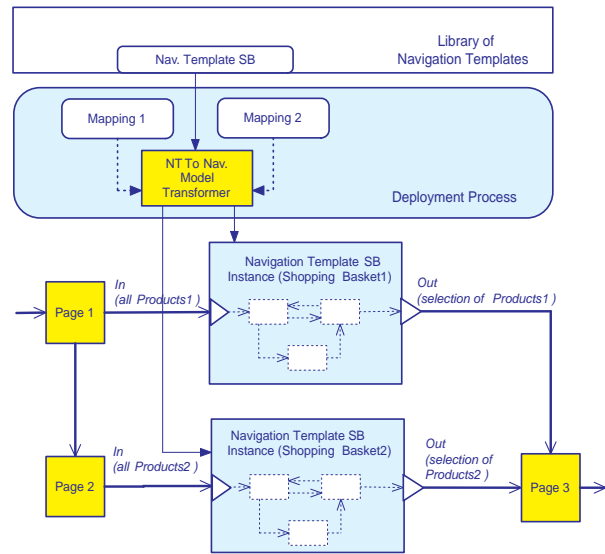 Library of
Navigation Templates
Nav. Template SB
Mapping 1
Mapping 2
NT To Nav.
Model
Transformer
Deployment Process
Navigation Template SB
Instance (Shopping Basket1)
In
(all Products1 )
Out
(selection of Products1 )
Page 1
Navigation Template SB
Instance (Shopping Basket2)
In
(all Products2 )
Out
(selection of
Products2 )
Page 2
Page 3